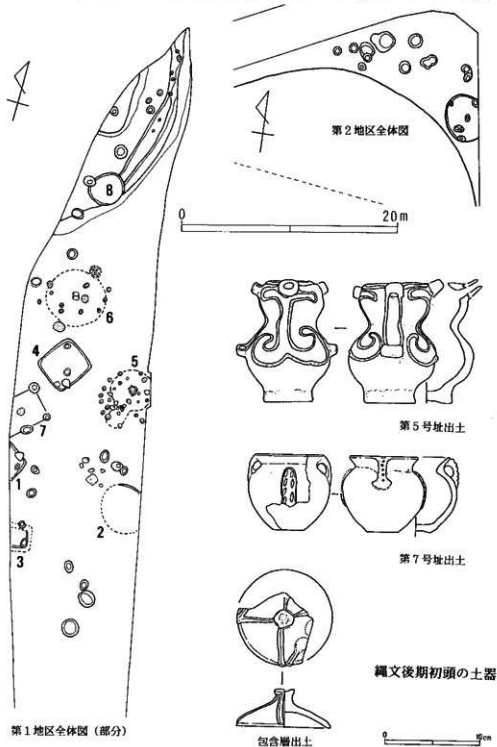 第2地区全体図
0 20m
8
6
4
5
7
1
2
3
第5号址出土
第7号址出土
縄文後期初頭の土器
包含層出土
0 10cm
第1地区全体図(部分)